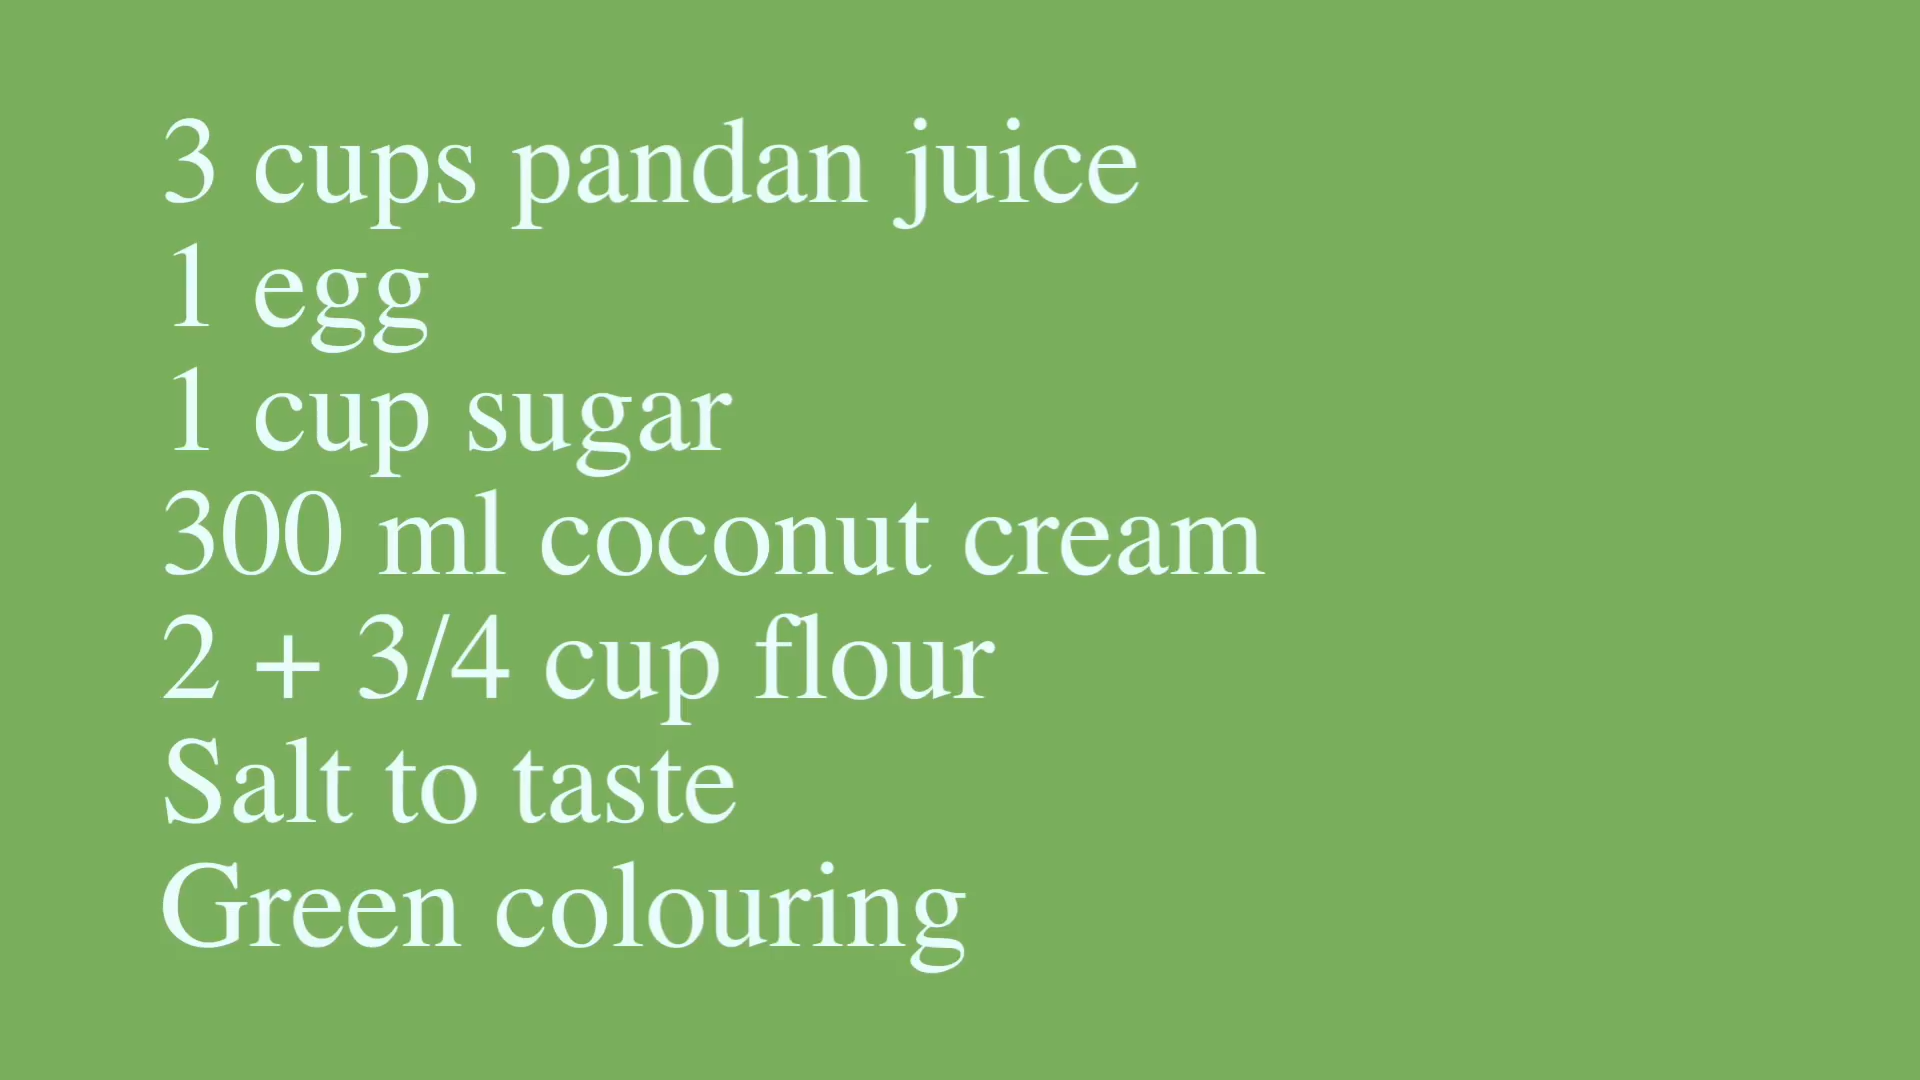 3 cups pandan juice
1 egg
1 cup sugar
300 ml coconut cream
2 + 3/4 cup flour
Salt to taste
Green colouring